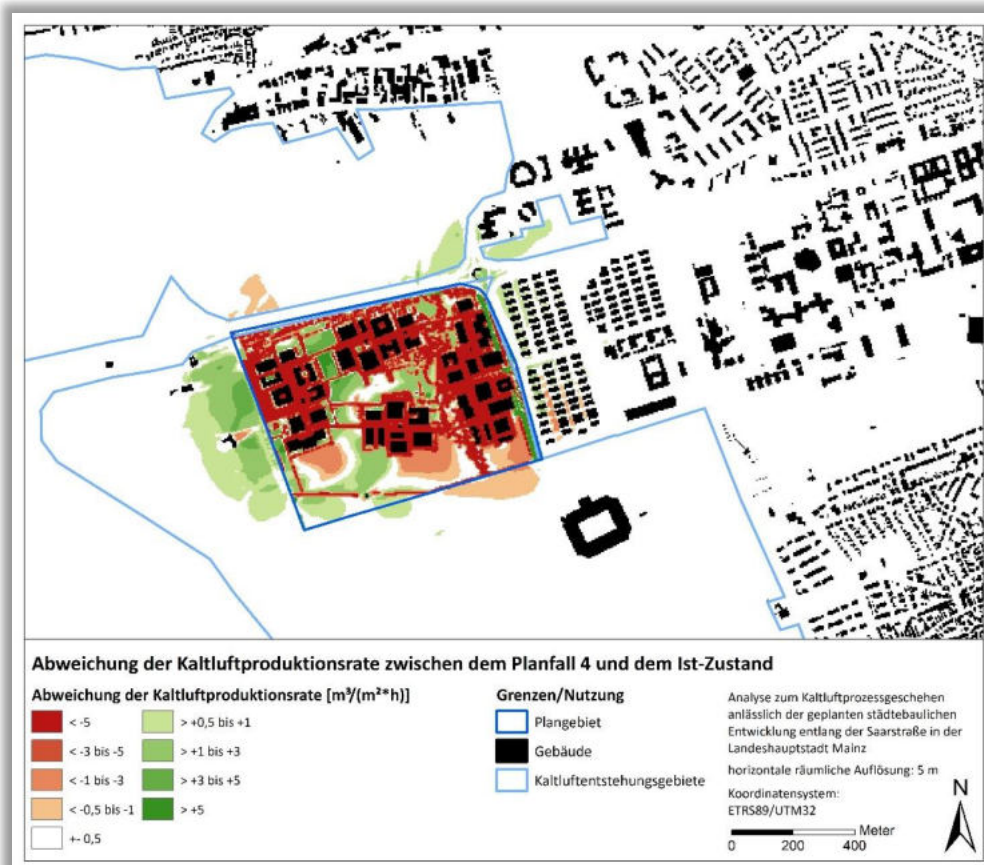 Abweichung der Kaltluftproduktionsrate zwischen dem Planfall 4 und dem Ist-Zustand
Abweichung der Kaltluftproduktionsrate [m³/(m²*h)]
< -5
< -3 bis -5
< -1 bis -3
< -0,5 bis -1
+- 0,5
> +0,5 bis +1
> +1 bis +3
> +3 bis +5
> +5
Grenzen/Nutzung
Plangebiet
Gebäude
Kaltluftentstehungsgebiete
Analyse zum Kaltluftprozessgeschehen
anlässlich der geplanten städtebaulichen
Entwicklung entlang der Saarstraße in der
Landeshauptstadt Mainz
horizontale räumliche Auflösung: 5 m
Koordinatensystem:
ETRS89/UTM32
Meter
0 200 400
N